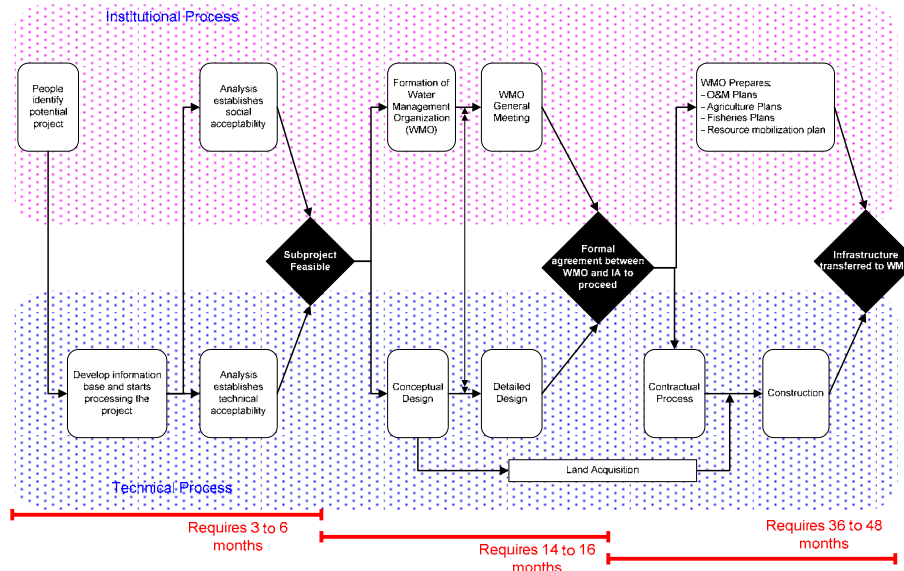 Institutional Process
People
identify
potential
project
Analysis
establishes
social
acceptability
Formation of
Water
Management
Organization
(WMO)
WMO
General
Meeting
WMO Prepares:
- O&M Plans
- Agriculture Plans
- Fisheries Plans
- Resource mobilization plan
Subproject
Feasible
Formal
agreement between
WMO and IA to
proceed
Infrastructure
transferred to WM
Develop information
base and starts
processing the
project
Analysis
establishes
technical
acceptability
Conceptual
Design
Detailed
Design
Contractual
Process
Construction
Land Acquisition
Technical Process
Requires 3 to 6
months
Requires 14 to 16
months
Requires 36 to 48
months